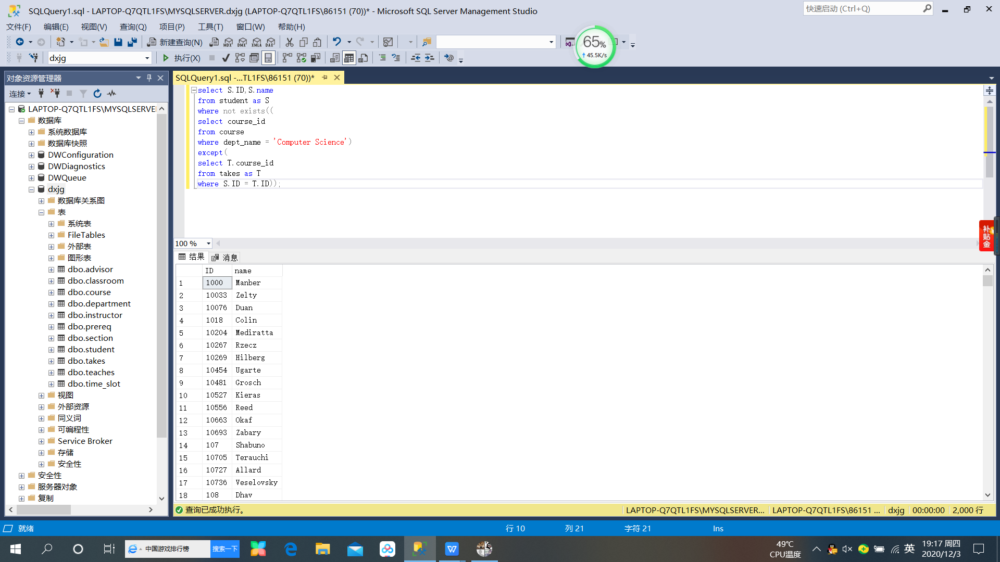 SQLQuery1.sql - LAPTOP-Q7QTL1FS\MYSQLSERVER.dxjg (LAPTOP-Q7QTL1FS\86151 (70))* - Microsoft SQL Server Management Studio
快速启动 (Ctrl+Q)
文件(F) 编辑(E) 视图(V) 查询(Q) 项目(P) 工具(T) 窗口(W) 帮助(H)
新建查询(N) MDX DMX XMLA DAX
65%
45.5K/s
dxjg 执行(X)
对象资源管理器
连接
LAPTOP-Q7QTL1FS\MYSQLSERVE
数据库
系统数据库
数据库快照
DWConfiguration
DWDiagnostics
DWQueue
dxjg
数据库关系图
表
系统表
FileTables
外部表
图形表
dbo.advisor
dbo.classroom
dbo.course
dbo.department
dbo.instructor
dbo.prereq
dbo.section
dbo.student
dbo.takes
dbo.teaches
dbo.time_slot
视图
外部资源
同义词
可编程性
Service Broker
存储
安全性
安全性
服务器对象
复制
SQLQuery1.sql -...TL1FS\86151 (70))*
select S.ID,S.name
from student as S
where not exists((
select course_id
from course
where dept_name = 'Computer Science')
except(
select T.course_id
from takes as T
where S.ID = T.ID));
补贴金
100 %
结果 消息
ID name
1 1000 Manber
2 10033 Zelty
3 10076 Duan
4 1018 Colin
5 10204 Mediratta
6 10267 Rzecz
7 10269 Hilberg
8 10454 Ugarte
9 10481 Grosch
10 10527 Kieras
11 10556 Reed
12 10663 Okaf
13 10693 Zabary
14 107 Shabuno
15 10705 Terauchi
16 10727 Allard
17 10736 Veselovsky
18 108 Dhav
查询已成功执行。 LAPTOP-Q7QTL1FS\MYSQLSERVER... LAPTOP-Q7QTL1FS\86151 ... dxjg 00:00:00 2,000 行
就绪 行 10 列 21 字符 21 Ins
中国游戏排行榜 搜索一下
49℃
CPU温度
英
19:17 周四
2020/12/3